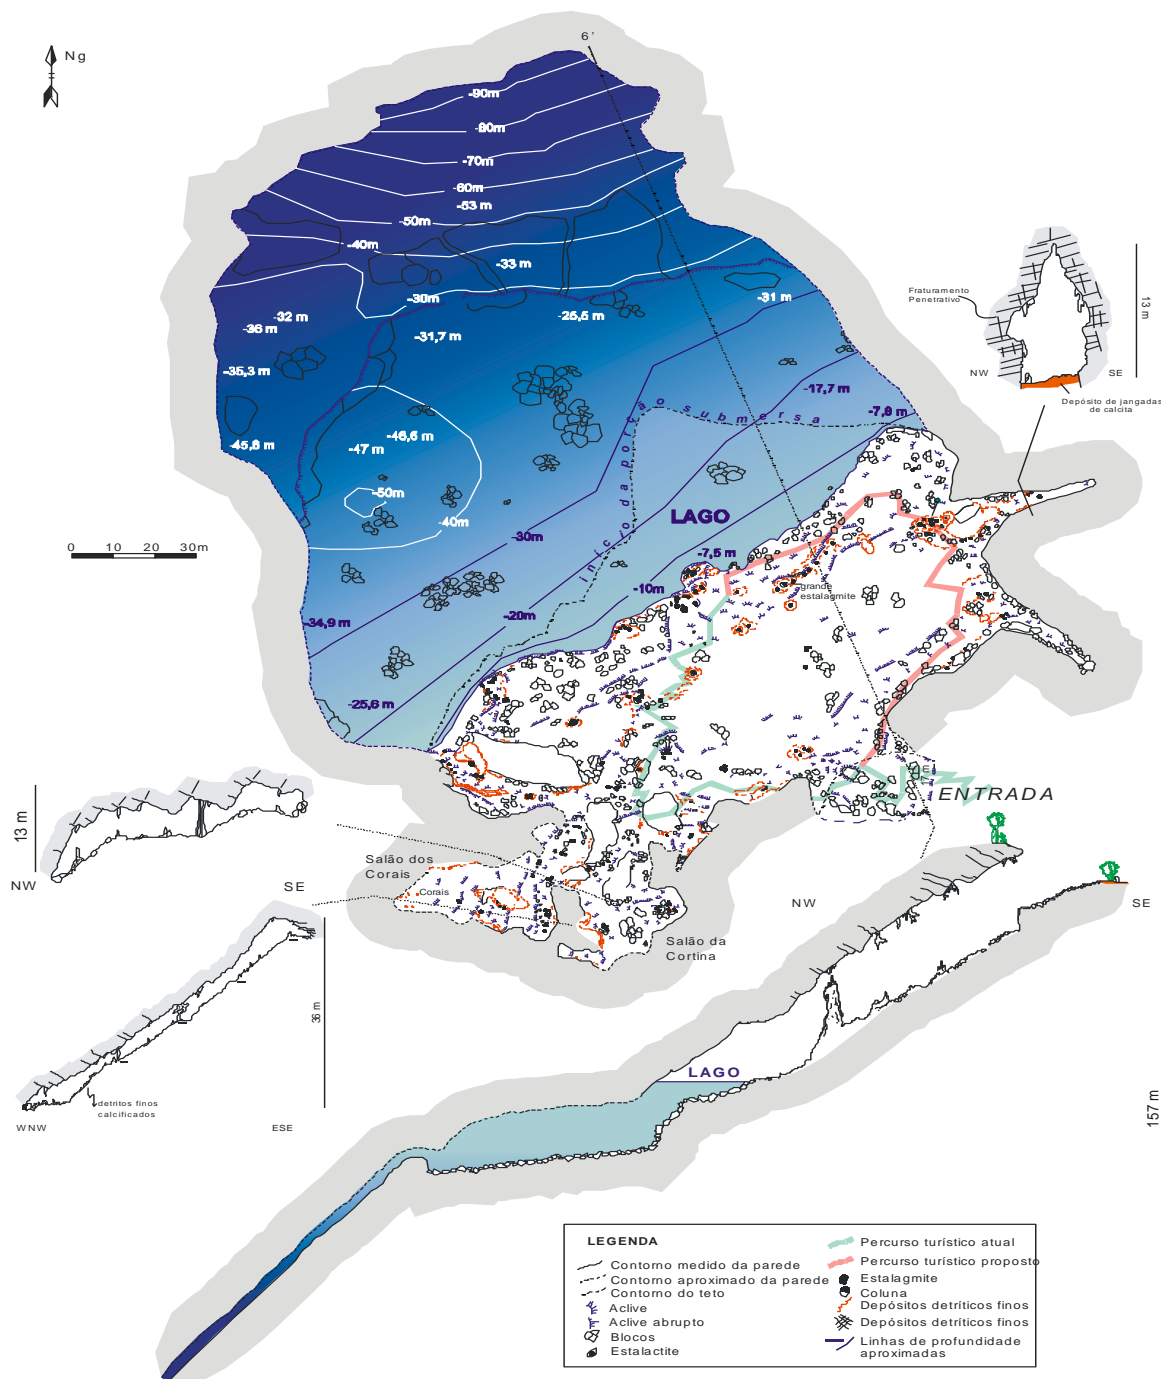 6'
Ng
-90m
-80m
-70m
-60m
-53 m
-50m
-40m
-33 m
-30m
-31 m
-32 m
-36 m
-25,5 m
-31,7 m
-35,3 m
-17,7 m
-7,8 m
início da porção submersa
-46,6 m
-45,8 m
-47 m
-50m
-40m
LAGO
-30m
-7,5 m
-10m
-20m
-34,9 m
-25,6 m
0 10 20 30m
grande
estalagmite
Fraturamento
Penetrativo
13 m
NW
SE
Depósito de jangadas
de calcita
ENTRADA
13 m
NW
SE
Salão dos
Corais
Corais
Salão da
Cortina
36 m
detritos finos
calcificados
WNW
ESE
NW
SE
LAGO
157 m
LEGENDA
Contorno medido da parede
Contorno aproximado da parede
Contorno do teto
Aclive
Aclive abrupto
Blocos
Estalactite
Percurso turístico atual
Percurso turístico proposto
Estalagmite
Coluna
Depósitos detríticos finos
Depósitos detríticos finos
Linhas de profundidade
aproximadas